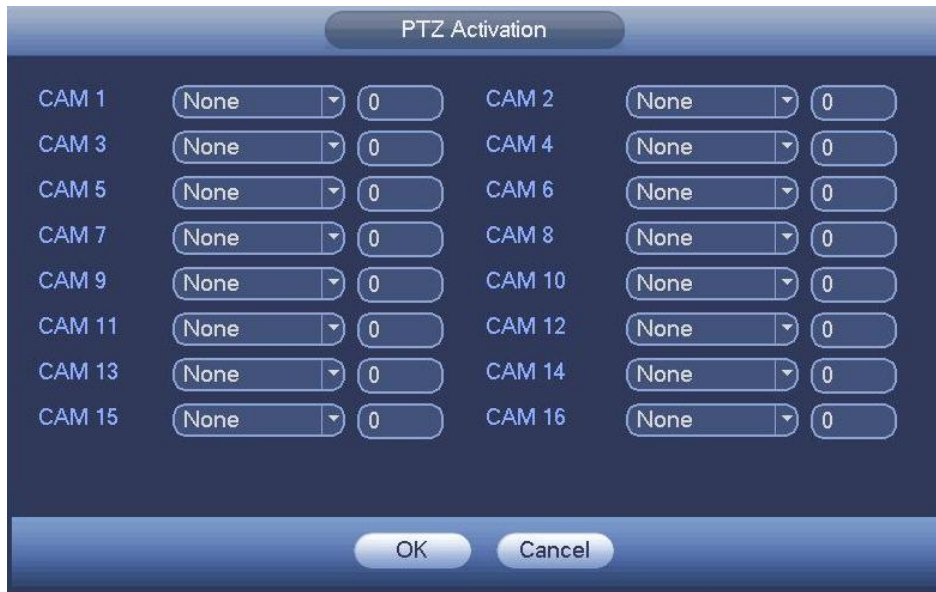 PTZ Activation
CAM 1 None 0 CAM 2 None 0
CAM 3 None 0 CAM 4 None 0
CAM 5 None 0 CAM 6 None 0
CAM 7 None 0 CAM 8 None 0
CAM 9 None 0 CAM 10 None 0
CAM 11 None 0 CAM 12 None 0
CAM 13 None 0 CAM 14 None 0
CAM 15 None 0 CAM 16 None 0
OK Cancel